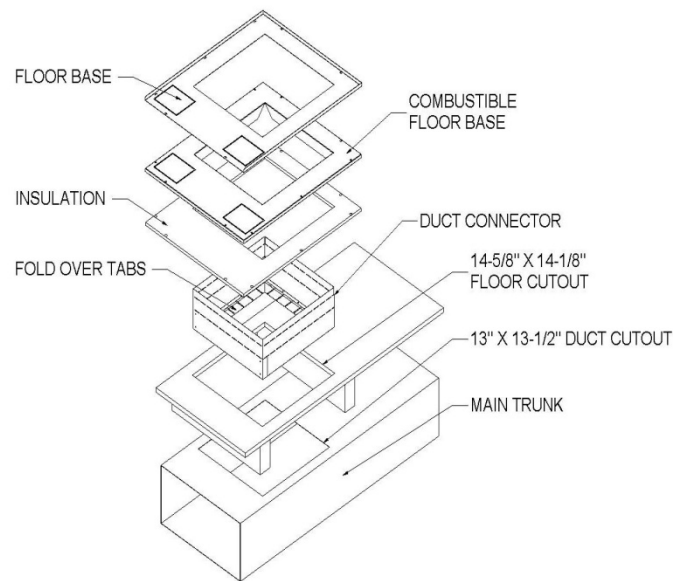 FLOOR BASE
COMBUSTIBLE
FLOOR BASE
INSULATION
DUCT CONNECTOR
14-5/8" X 14-1/8"
FLOOR CUTOUT
FOLD OVER TABS
13" X 13-1/2" DUCT CUTOUT
MAIN TRUNK